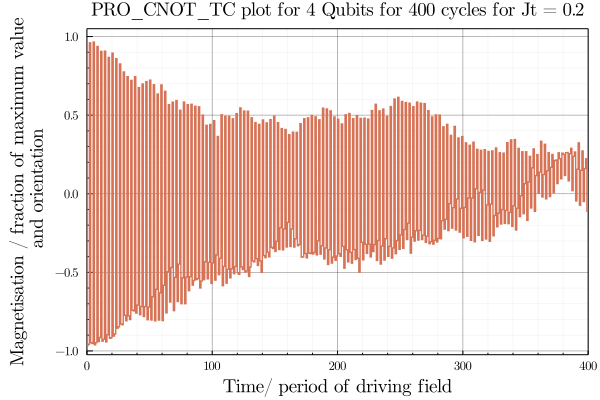 PRO_CNOT_TC plot for 4 Qubits for 400 cycles for Jt = 0.2
Magnetisation / fraction of maximum value
and orientation
1.0
0.5
0.0
−0.5
−1.0
0
100
200
300
400
Time/ period of driving field